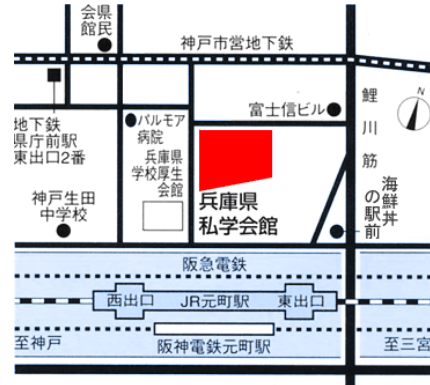 会県
館民
神戸市営地下鉄
N
富士信ビル
鯉川筋
地下鉄
県庁前駅
東出口2番
パルモア
病院
兵庫県
学校厚生
会館
神戸生田
中学校
兵庫県
私学会館
海鮮丼
の駅前
阪急電鉄
西出口
JR元町駅
東出口
至神戸
阪神電鉄元町駅
至三宮